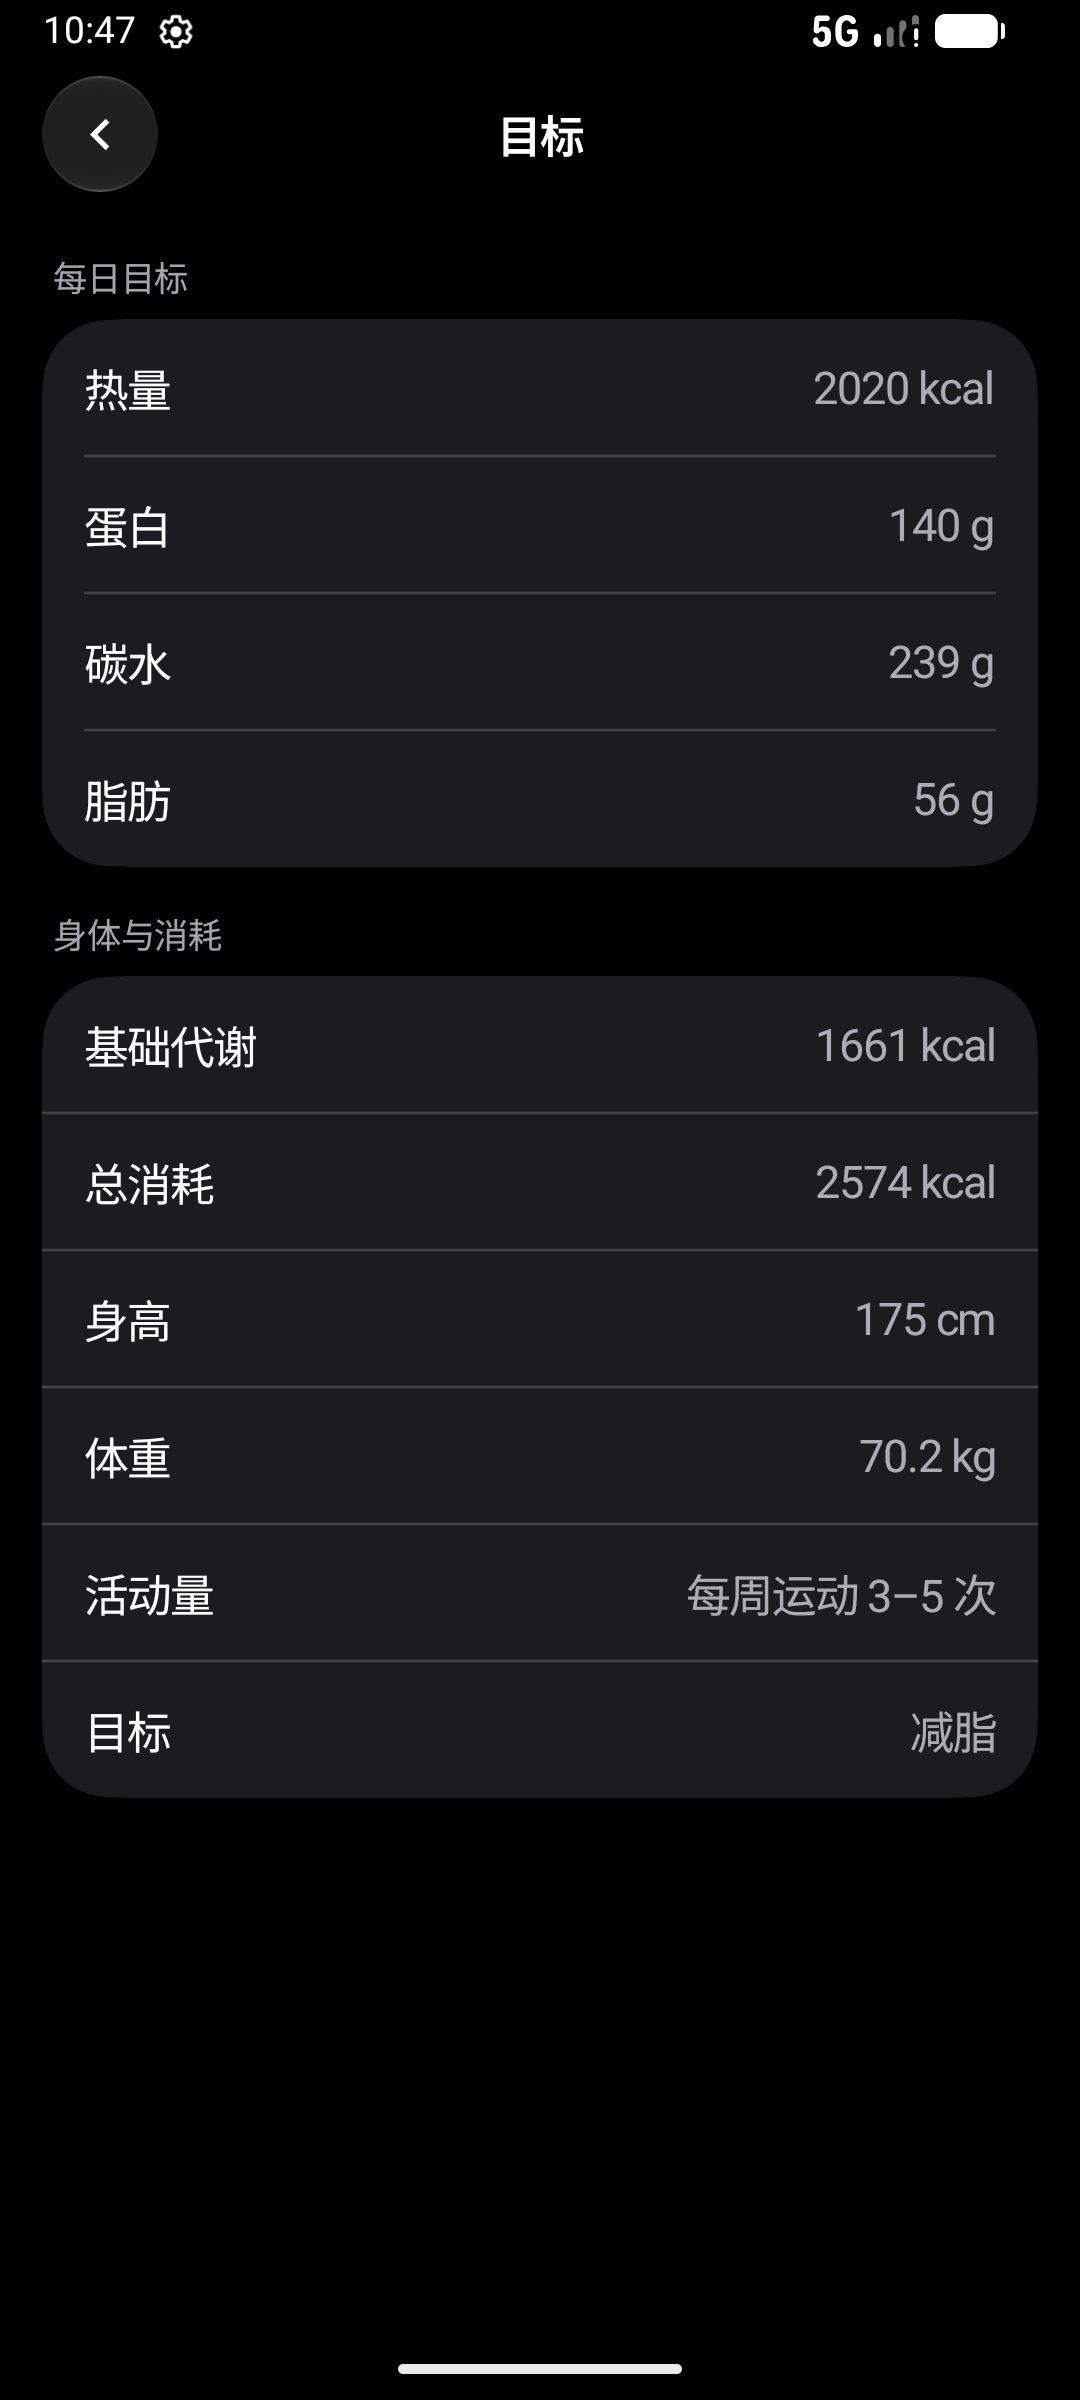 10:47
5G
目标
每日目标
热量 2020 kcal
蛋白 140 g
碳水 239 g
脂肪 56 g
身体与消耗
基础代谢 1661 kcal
总消耗 2574 kcal
身高 175 cm
体重 70.2 kg
活动量 每周运动 3–5 次
目标 减脂